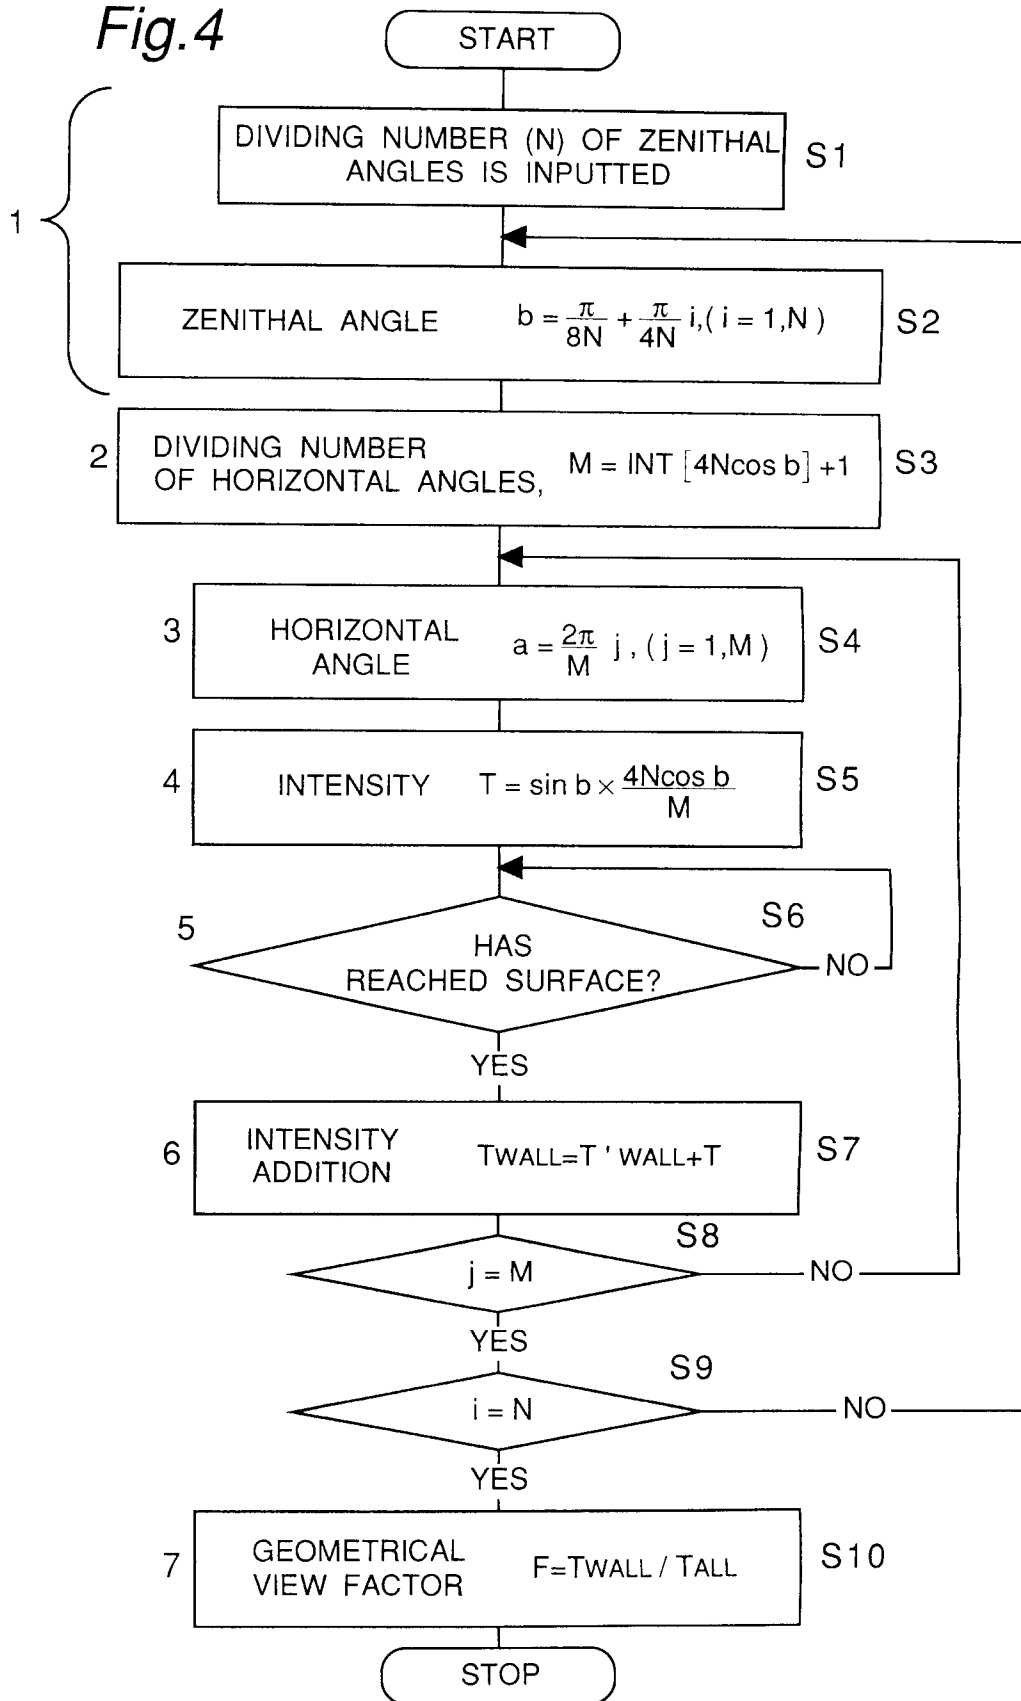 Fig.4
START
DIVIDING NUMBER (N) OF ZENITHAL
ANGLES IS INPUTTED
S1
1
ZENITHAL ANGLE b = π/8N + π/4N i,( i = 1,N )
S2
2
DIVIDING NUMBER
OF HORIZONTAL ANGLES, M = INT [4Ncos b] +1
S3
3
HORIZONTAL
ANGLE
a = 2π/M j , ( j = 1,M )
S4
4
INTENSITY T = sin b × 4Ncos b/M
S5
5
HAS
REACHED SURFACE?
S6
NO
YES
6
INTENSITY
ADDITION
TWALL=T ' WALL+T
S7
S8
j = M
NO
YES
S9
i = N
NO
YES
7
GEOMETRICAL
VIEW FACTOR
F=TWALL / TALL
S10
STOP